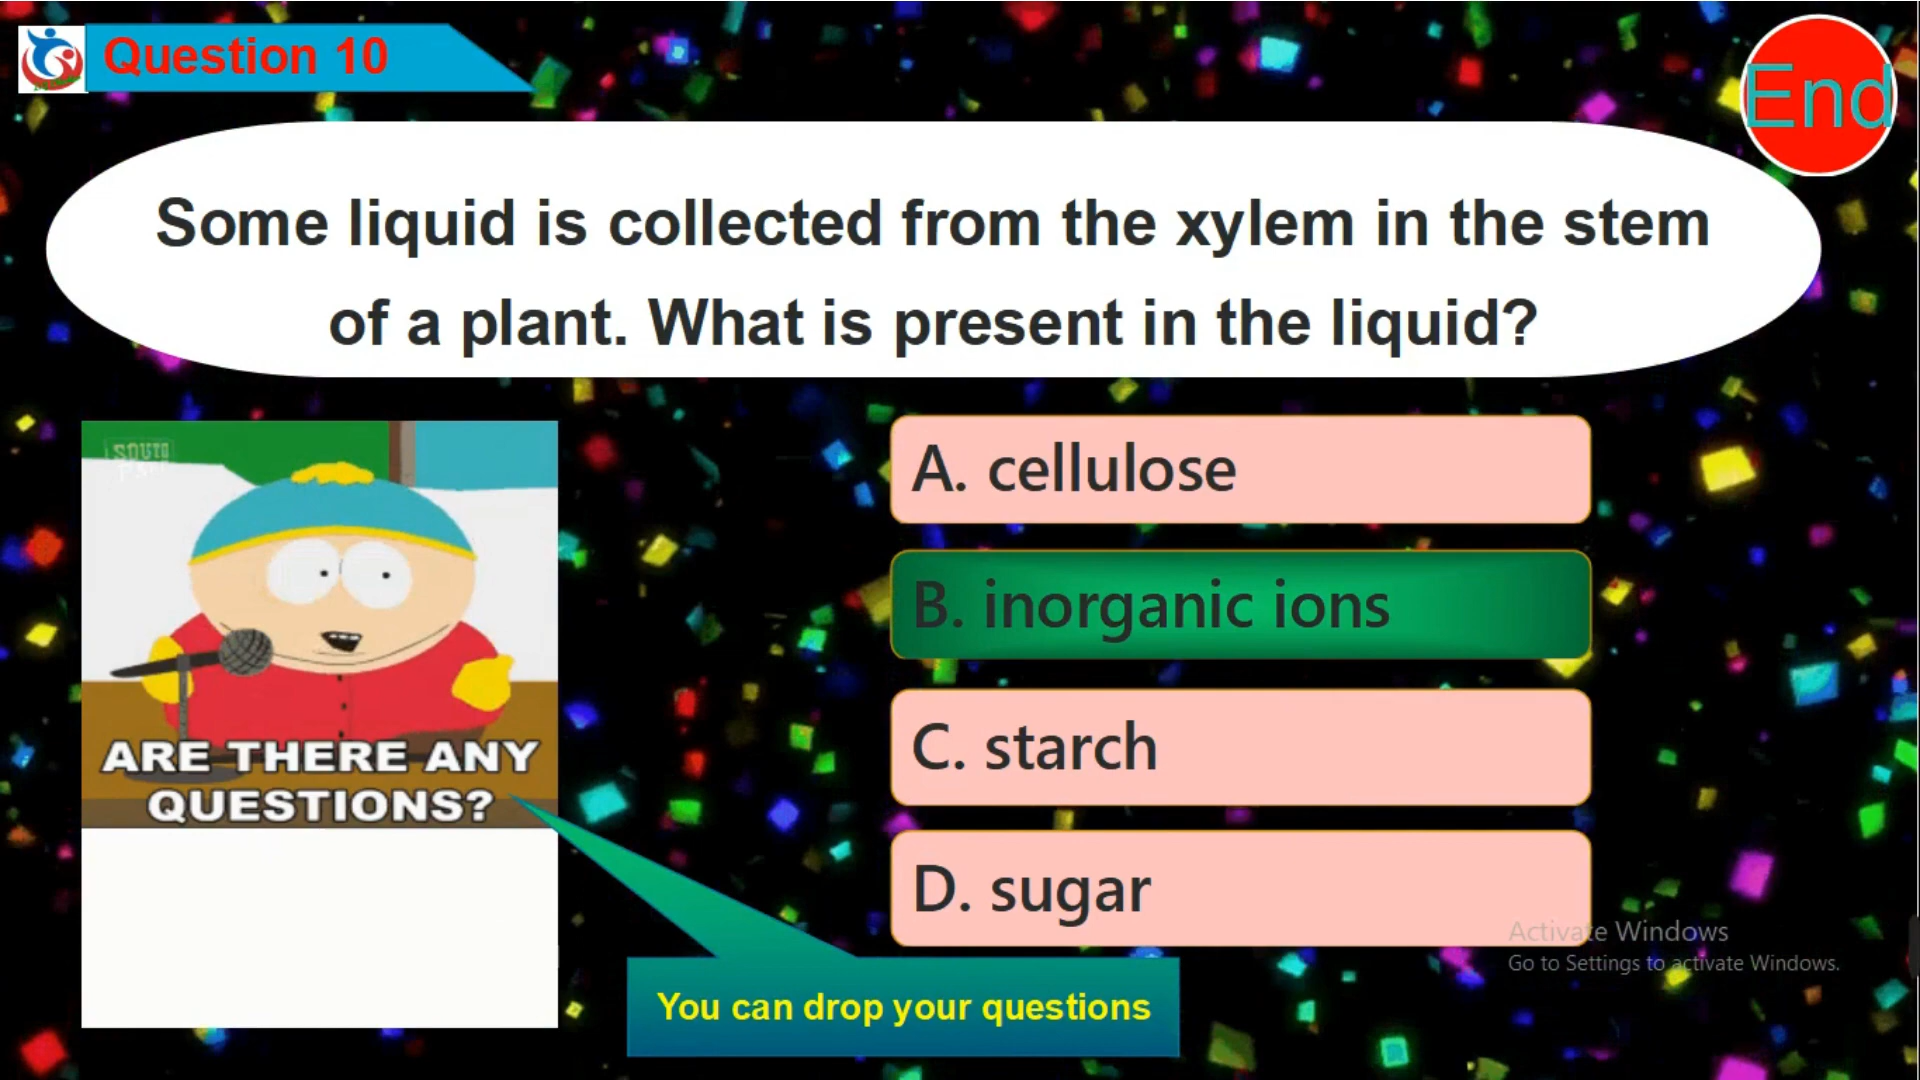 Question 10
End
Some liquid is collected from the xylem in the stem
of a plant. What is present in the liquid?
A. cellulose
B. inorganic ions
C. starch
D. sugar
SOUTH
ARE THERE ANY
QUESTIONS?
You can drop your questions
Activate Windows
Go to Settings to activate Windows.